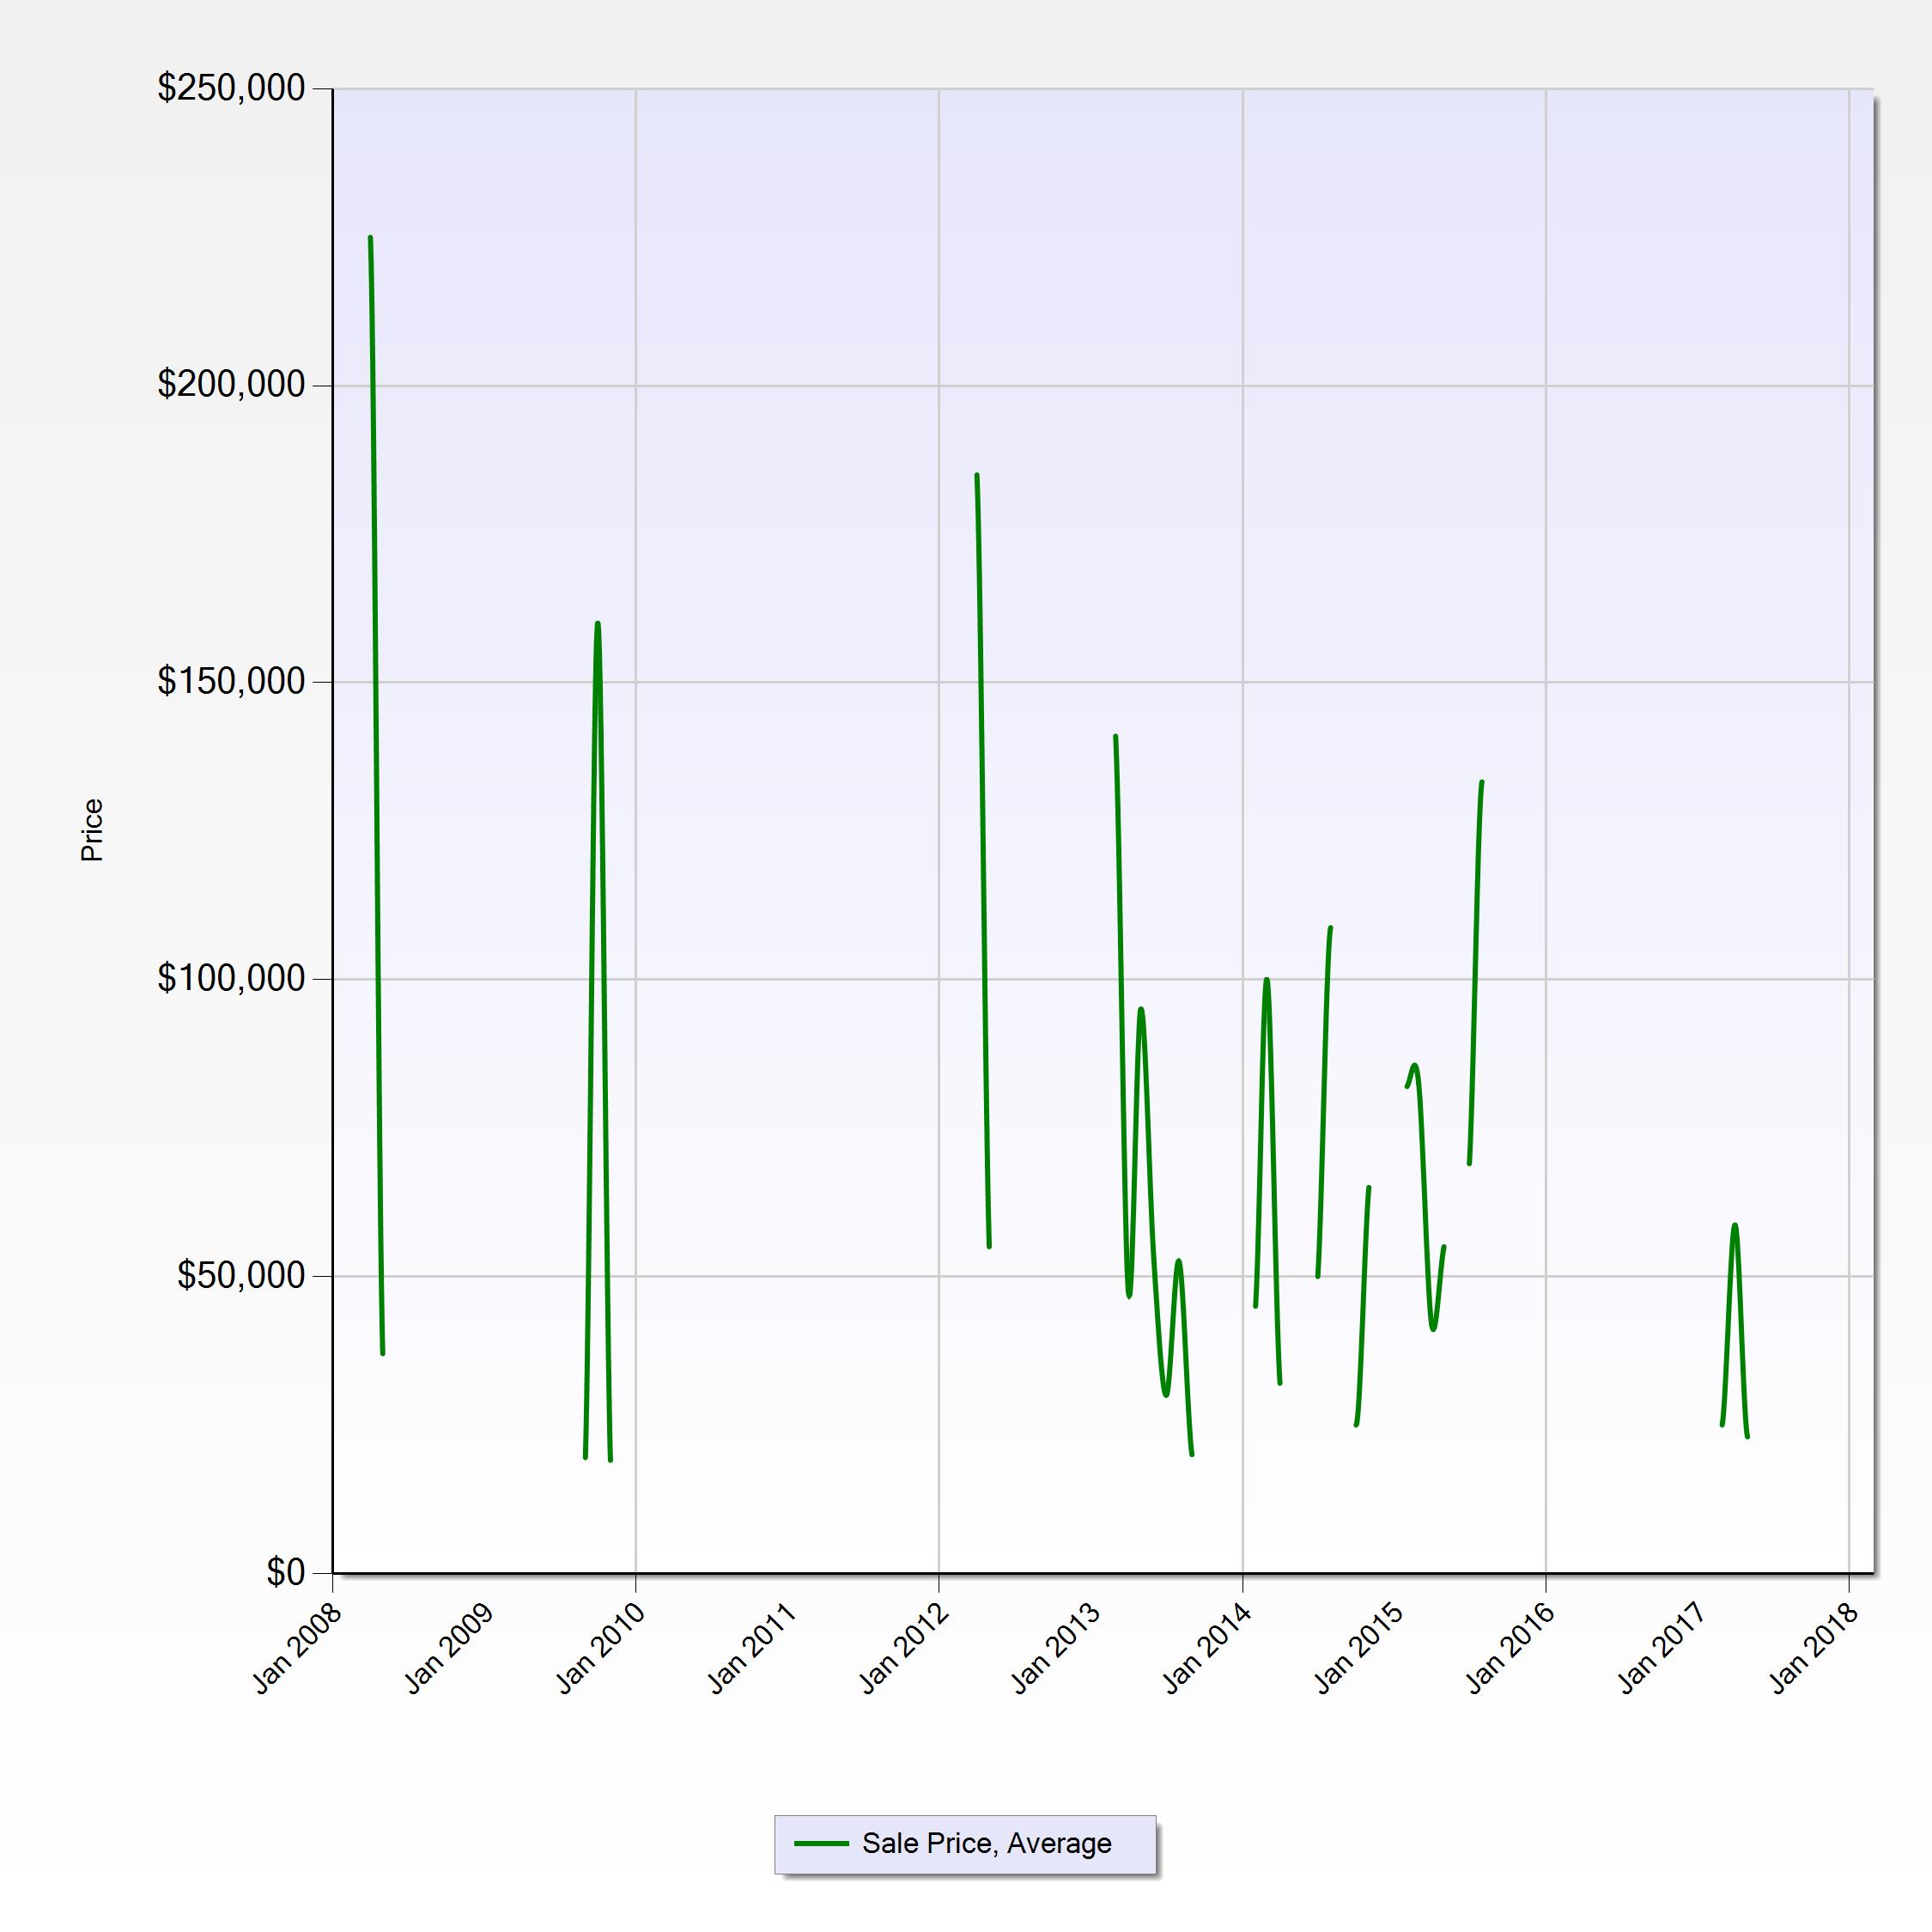 $250,000
$200,000
$150,000
$100,000
$50,000
$0
Price
Jan 2008
Jan 2009
Jan 2010
Jan 2011
Jan 2012
Jan 2013
Jan 2014
Jan 2015
Jan 2016
Jan 2017
Jan 2018
Sale Price, Average